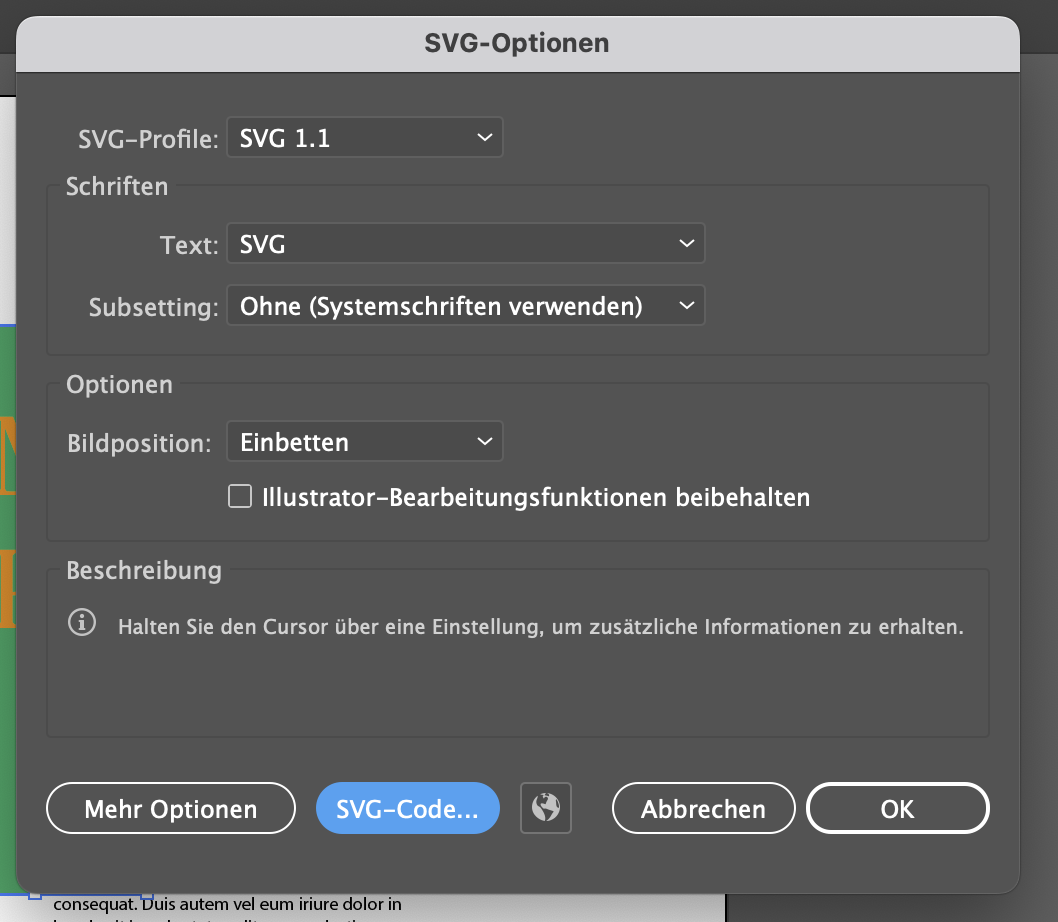 SVG-Optionen
SVG-Profile: SVG 1.1
Schriften
Text: SVG
Subsetting: Ohne (Systemschriften verwenden)
Optionen
Bildposition: Einbetten
Illustrator-Bearbeitungsfunktionen beibehalten
Beschreibung
Halten Sie den Cursor über eine Einstellung, um zusätzliche Informationen zu erhalten.
Mehr Optionen SVG-Code... Abbrechen OK
consequat. Duis autem vel eum iriure dolor in